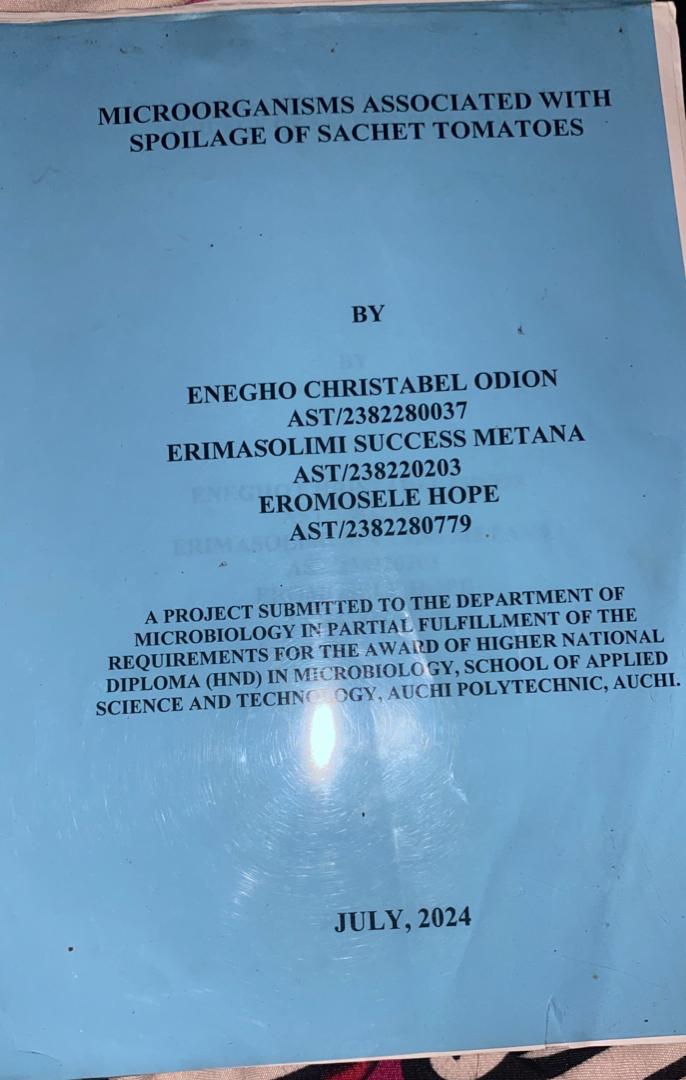 MICROORGANISMS ASSOCIATED WITH
SPOILAGE OF SACHET TOMATOES
BY
ENEGHO CHRISTABEL ODION
AST/2382280037
ERIMASOLIMI SUCCESS METANA
AST/238220203
EROMOSELE HOPE
AST/2382280779
A PROJECT SUBMITTED TO THE DEPARTMENT OF
MICROBIOLOGY IN PARTIAL FULFILLMENT OF THE
REQUIREMENTS FOR THE AWARD OF HIGHER NATIONAL
DIPLOMA (HND) IN MICROBIOLOGY, SCHOOL OF APPLIED
SCIENCE AND TECHNOLOGY, AUCHI POLYTECHNIC, AUCHI.
JULY, 2024